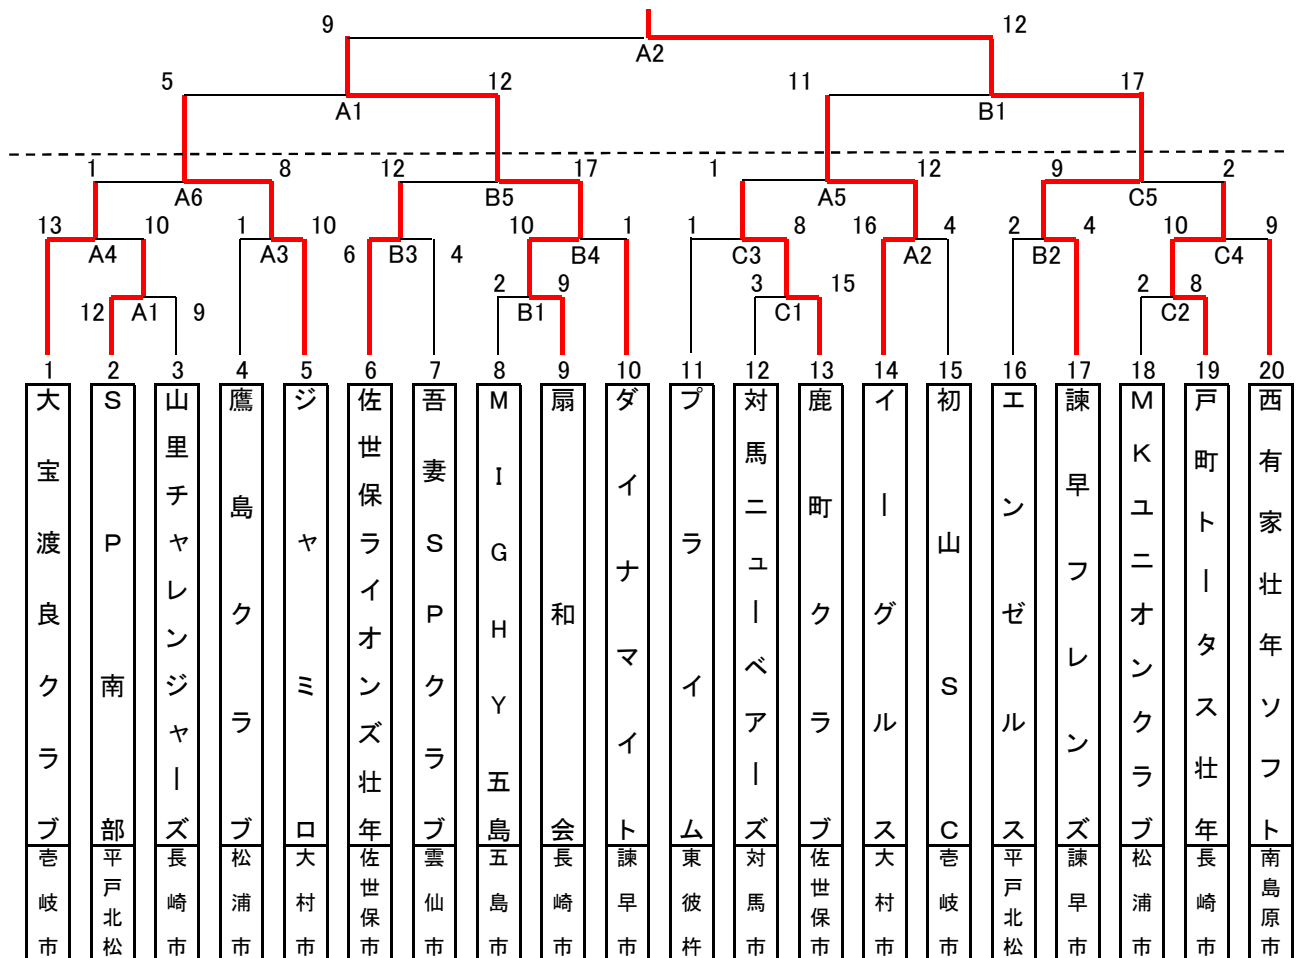 9 12
A2
5 12 11 17
A1 B1
1 8 12 17 1 12 9 2
A6 B5 A5 C5
13 10 1 10 10 1 1 8 16 4 2 4 10 9
A4 A3 6 B3 4 B4 C3 A2 B2 C4
2 9 3 15 2 8
12 A1 9 B1 C1 C2
1 2 3 4 5 6 7 8 9 10 11 12 13 14 15 16 17 18 19 20
大宝渡良クラブ
壱岐市
SP南部
平戸北松
山里チャレンジャーズ
長崎市
鷹島クラブ
松浦市
ジャミロ
大村市
佐世保ライオンズ壮年
佐世保市
吾妻SPクラブ
雲仙市
MIGHTY五島
五島市
扇和会
長崎市
ダイナマイト
諫早市
プライム
東彼杵
対馬ニューベアーズ
対馬市
鹿町クラブ
佐世保市
イーグルス
大村市
初山SC
壱岐市
エンゼルス
平戸北松
諫早フレンズ
諫早市
MKユニオンクラブ
松浦市
戸町トータス壮年
長崎市
西有家壮年ソフト
南島原市